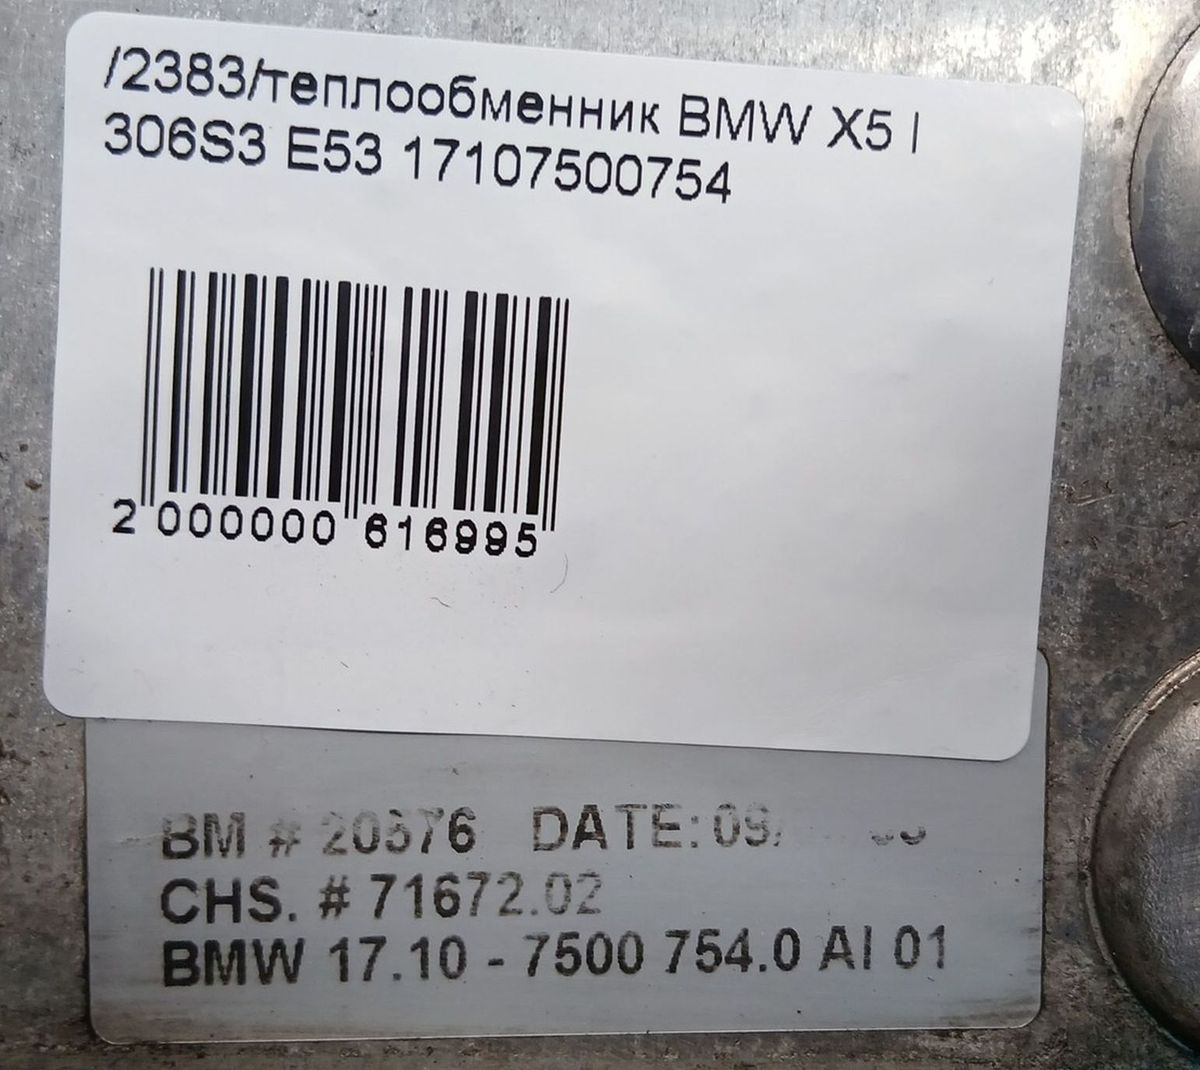 /2383/теплообменник BMW X5 I
306S3 E53 17107500754
2 000000 616995
BM # 20376 DATE:
CHS. # 71672.02
BMW 17.10 - 7500 754.0 AI 01